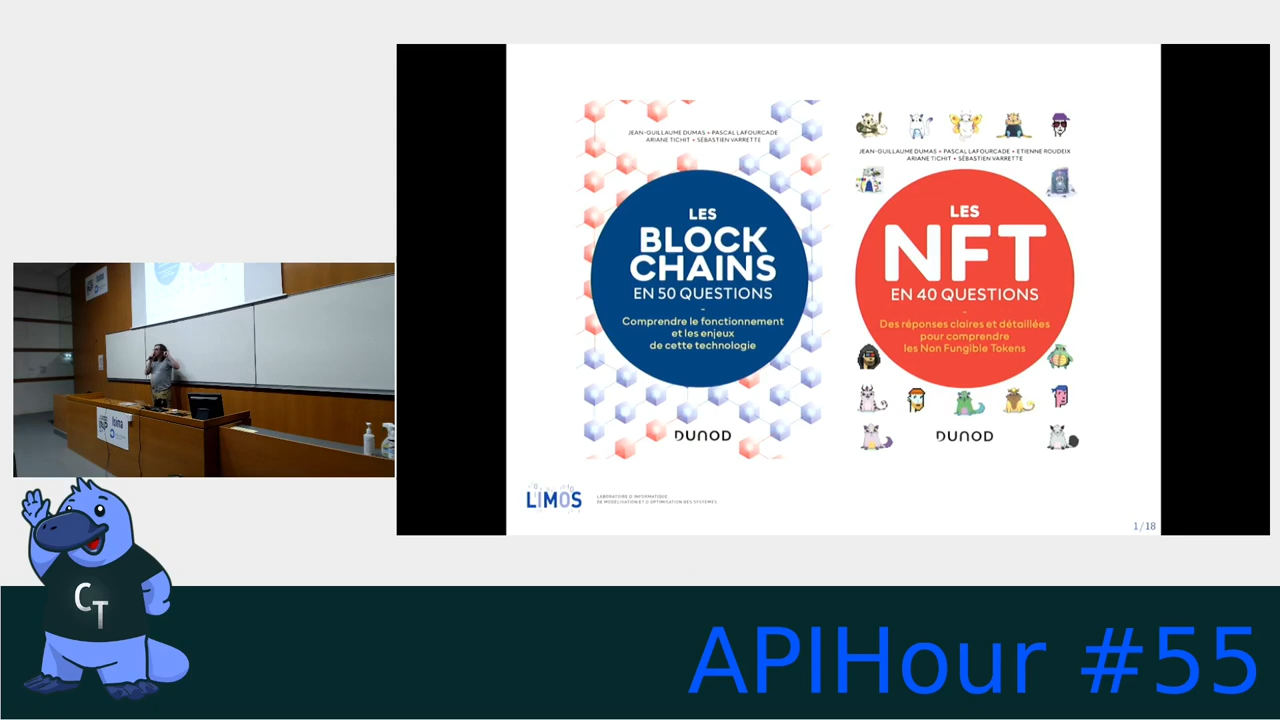 JEAN-GUILLAUME DUMAS • PASCAL LAFOURCADE
ARIANE TICHIT • SÉBASTIEN VARRETTE
LES
BLOCK
CHAINS
EN 50 QUESTIONS
-
Comprendre le fonctionnement
et les enjeux
de cette technologie
DUNOD
JEAN-GUILLAUME DUMAS • PASCAL LAFOURCADE • ETIENNE ROUDEIX
ARIANE TICHIT • SÉBASTIEN VARRETTE
LES
NFT
EN 40 QUESTIONS
-
Des réponses claires et détaillées
pour comprendre
les Non Fungible Tokens
DUNOD
LIMOS
LABORATOIRE D'INFORMATIQUE
DE MODÉLISATION ET D'OPTIMISATION DES SYSTÈMES
1/18
isima
CT
APIHour #55